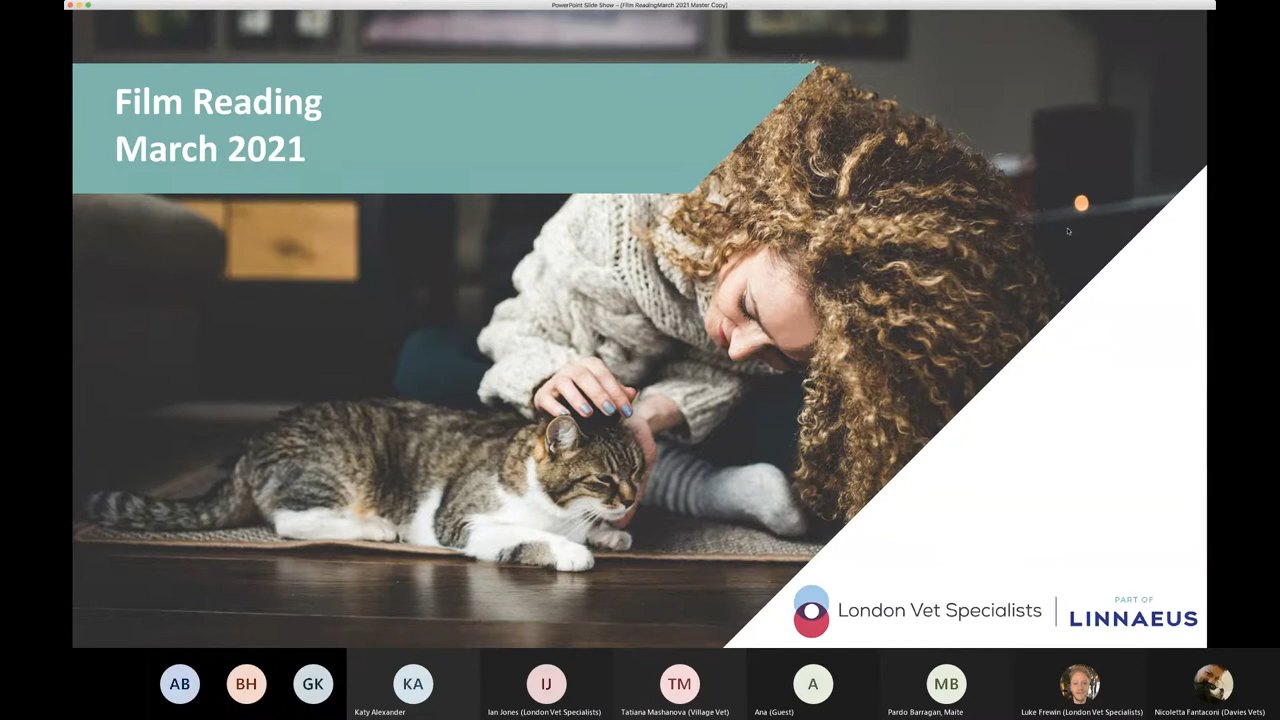 PowerPoint Slide Show – [Film ReadingMarch 2021 Master Copy]
Film Reading
March 2021
London Vet Specialists
PART OF
LINNAEUS
AB
BH
GK
KA
IJ
TM
A
MB
Katy Alexander
Ian Jones (London Vet Specialists)
Tatiana Mashanova (Village Vet)
Ana (Guest)
Pardo Barragan, Maite
Luke Frewin (London Vet Specialists)
Nicoletta Fantaconi (Davies Vets)